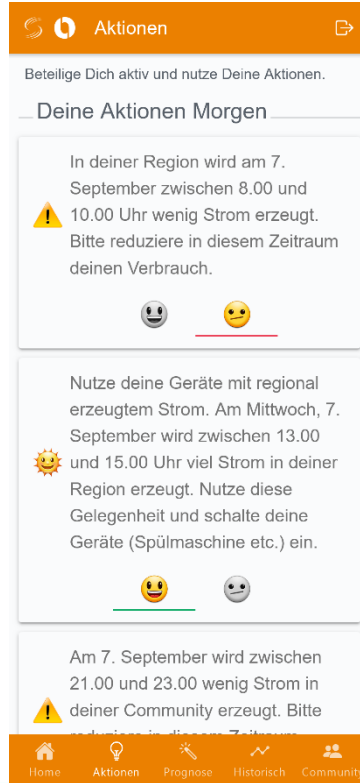 Aktionen
Beteilige Dich aktiv und nutze Deine Aktionen.
Deine Aktionen Morgen
In deiner Region wird am 7.
September zwischen 8.00 und
10.00 Uhr wenig Strom erzeugt.
Bitte reduziere in diesem Zeitraum
deinen Verbrauch.
Nutze deine Geräte mit regional
erzeugtem Strom. Am Mittwoch, 7.
September wird zwischen 13.00
und 15.00 Uhr viel Strom in deiner
Region erzeugt. Nutze diese
Gelegenheit und schalte deine
Geräte (Spülmaschine etc.) ein.
Am 7. September wird zwischen
21.00 und 23.00 wenig Strom in
deiner Community erzeugt. Bitte
reduziere in diesem Zeitraum
Home Aktionen Prognose Historisch Communit